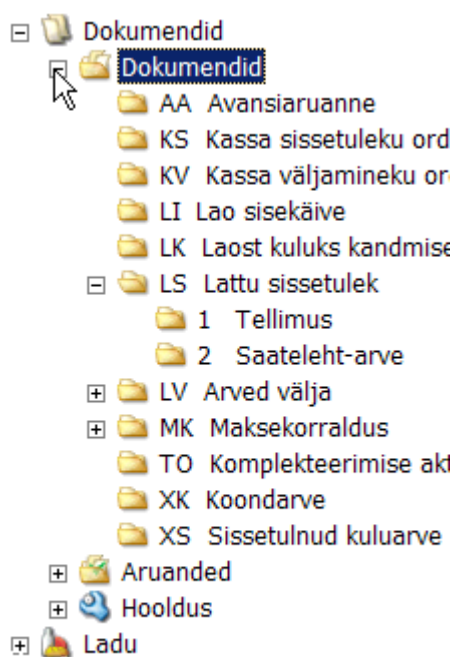 Dokumendid
Dokumendid
AA Avansiaruanne
KS Kassa sissetuleku ord
KV Kassa väljamineku or
LI Lao sisekäive
LK Laost kuluks kandmise
LS Lattu sissetulek
1 Tellimus
2 Saateleht-arve
LV Arved välja
MK Maksekorraldus
TO Komplekteerimise akt
XK Koondarve
XS Sissetulnud kuluarve
Aruanded
Hooldus
Ladu